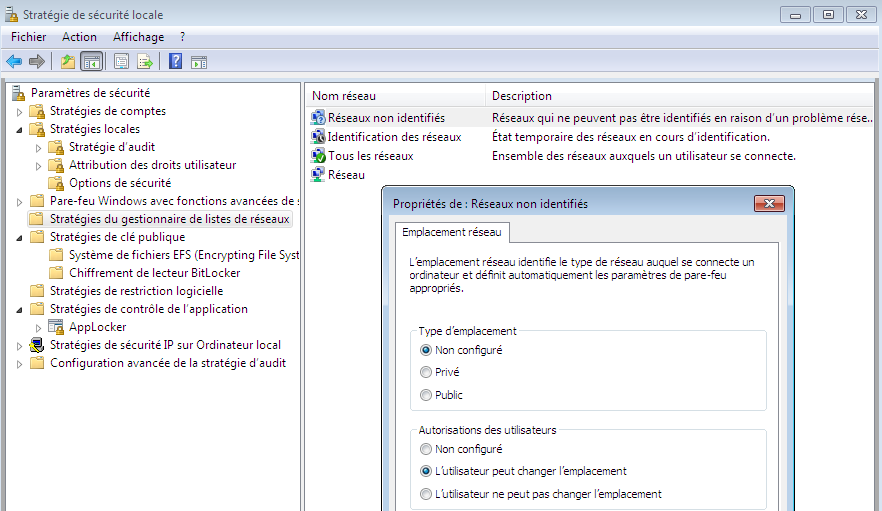 Stratégie de sécurité locale
Fichier Action Affichage ?
Paramètres de sécurité
Stratégies de comptes
Stratégies locales
Stratégie d'audit
Attribution des droits utilisateur
Options de sécurité
Pare-feu Windows avec fonctions avancées de
Stratégies du gestionnaire de listes de réseaux
Stratégies de clé publique
Système de fichiers EFS (Encrypting File Syst
Chiffrement de lecteur BitLocker
Stratégies de restriction logicielle
Stratégies de contrôle de l'application
AppLocker
Stratégies de sécurité IP sur Ordinateur local
Configuration avancée de la stratégie d'audit
Nom réseau Description
Réseaux non identifiés Réseaux qui ne peuvent pas être identifiés en raison d'un problème rése...
Identification des réseaux État temporaire des réseaux en cours d'identification.
Tous les réseaux Ensemble des réseaux auxquels un utilisateur se connecte.
Réseau
Propriétés de : Réseaux non identifiés
Emplacement réseau
L'emplacement réseau identifie le type de réseau auquel se connecte un
ordinateur et définit automatiquement les paramètres de pare-feu
appropriés.
Type d'emplacement
Non configuré
Privé
Public
Autorisations des utilisateurs
Non configuré
L'utilisateur peut changer l'emplacement
L'utilisateur ne peut pas changer l'emplacement